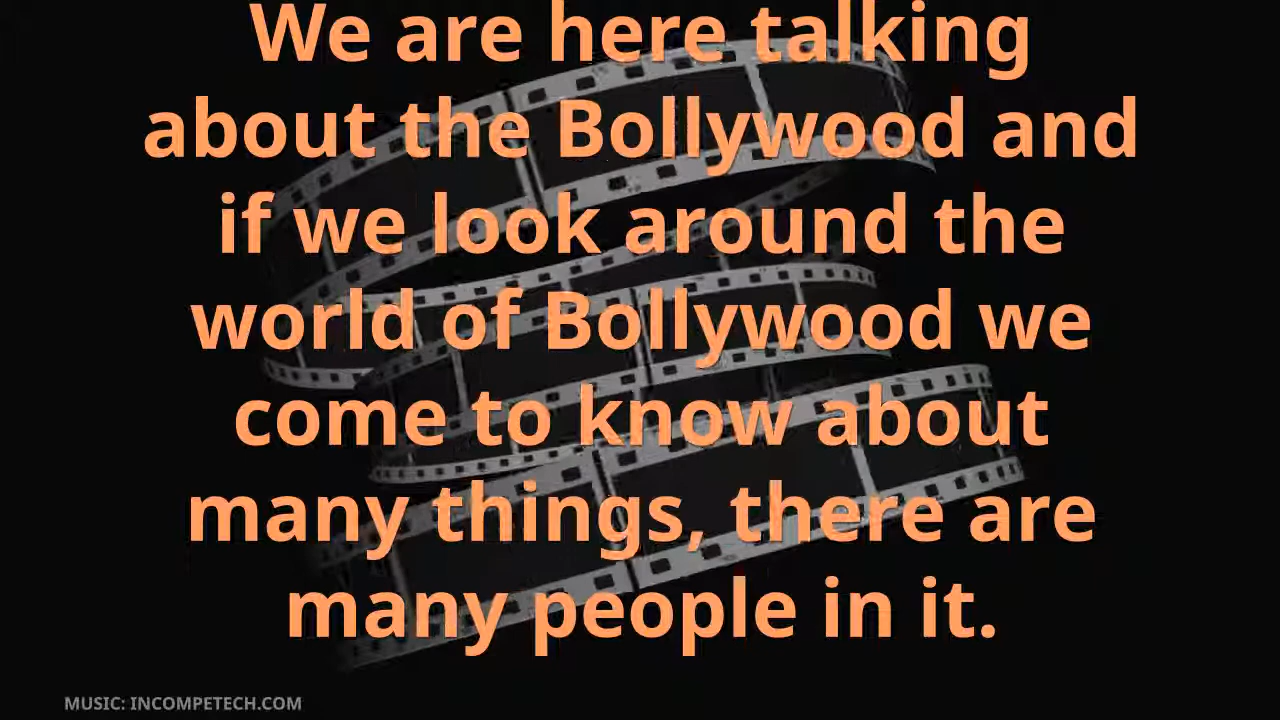 We are here talking
about the Bollywood and
if we look around the
world of Bollywood we
come to know about
many things, there are
many people in it.
MUSIC: INCOMPETECH.COM